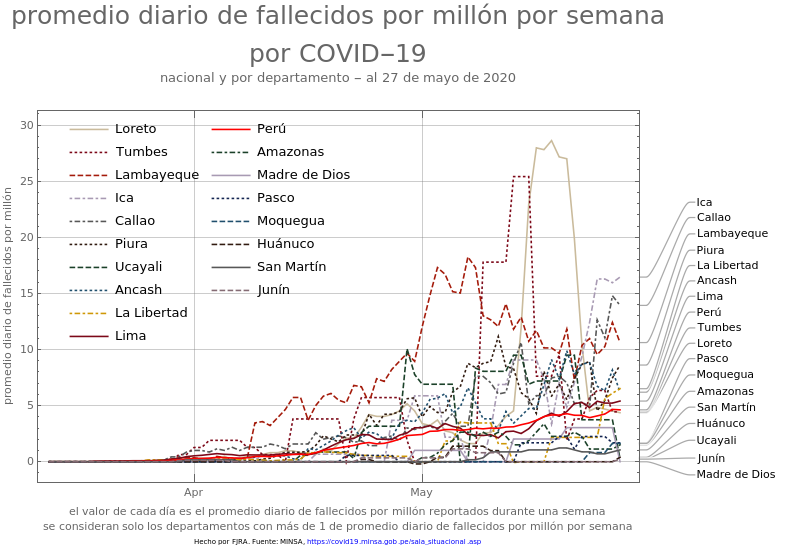 promedio diario de fallecidos por millón por semana
por COVID−19
nacional y por departamento − al 27 de mayo de 2020
promedio diario de fallecidos por millón
30
25
20
15
10
5
0
Apr
May
Loreto
Tumbes
Lambayeque
Ica
Callao
Piura
Ucayali
Ancash
La Libertad
Lima
Perú
Amazonas
Madre de Dios
Pasco
Moquegua
Huánuco
San Martín
Junín
Ica
Callao
Lambayeque
Piura
La Libertad
Ancash
Lima
Perú
Tumbes
Loreto
Pasco
Moquegua
Amazonas
San Martín
Huánuco
Ucayali
Junín
Madre de Dios
el valor de cada día es el promedio diario de fallecidos por millón reportados durante una semana
se consideran solo los departamentos con más de 1 de promedio diario de fallecidos por millón por semana
Hecho por FJRA. Fuente: MINSA, https://covid19.minsa.gob.pe/sala_situacional.asp